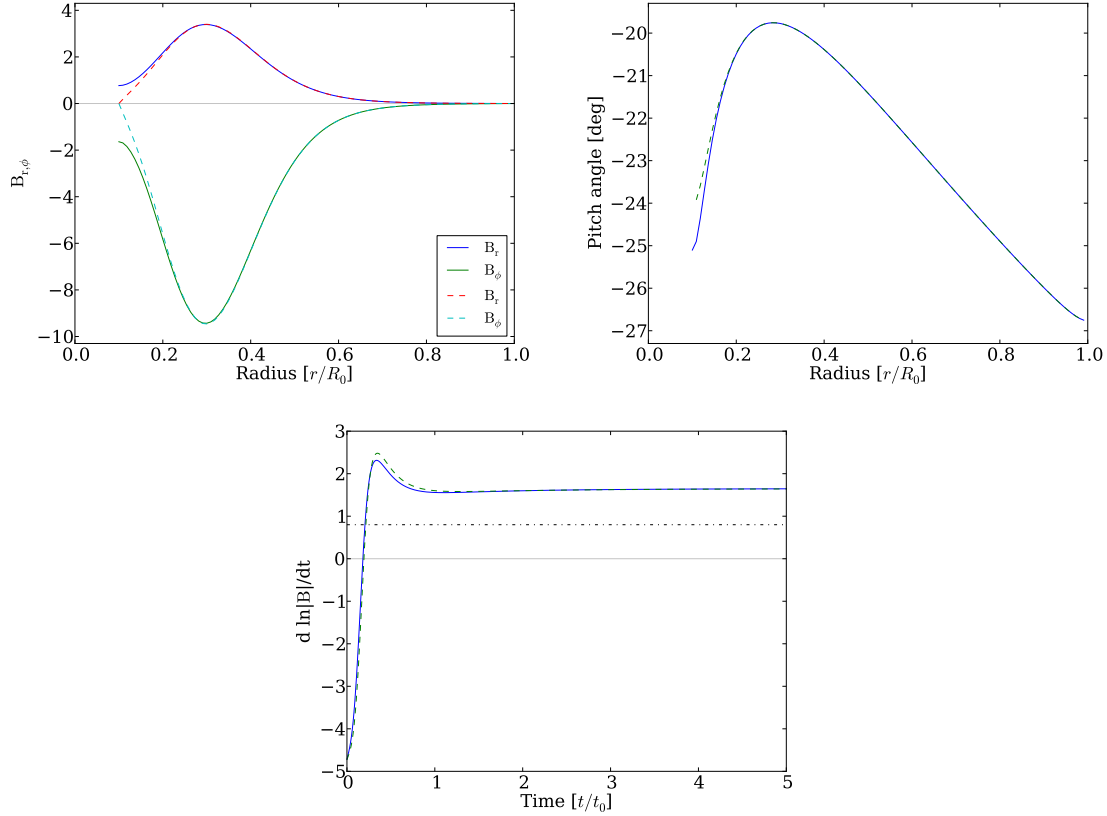 4
2
0
−2
−4
−6
−8
−10
B_{r,ϕ}
0.0 0.2 0.4 0.6 0.8 1.0
Radius [r/R_0]
B_r
B_ϕ
B_r
B_ϕ
−20
−21
−22
−23
−24
−25
−26
−27
Pitch angle [deg]
0.0 0.2 0.4 0.6 0.8 1.0
Radius [r/R_0]
3
2
1
0
−1
−2
−3
−4
−5
d ln|B|/dt
0 1 2 3 4 5
Time [t/t_0]